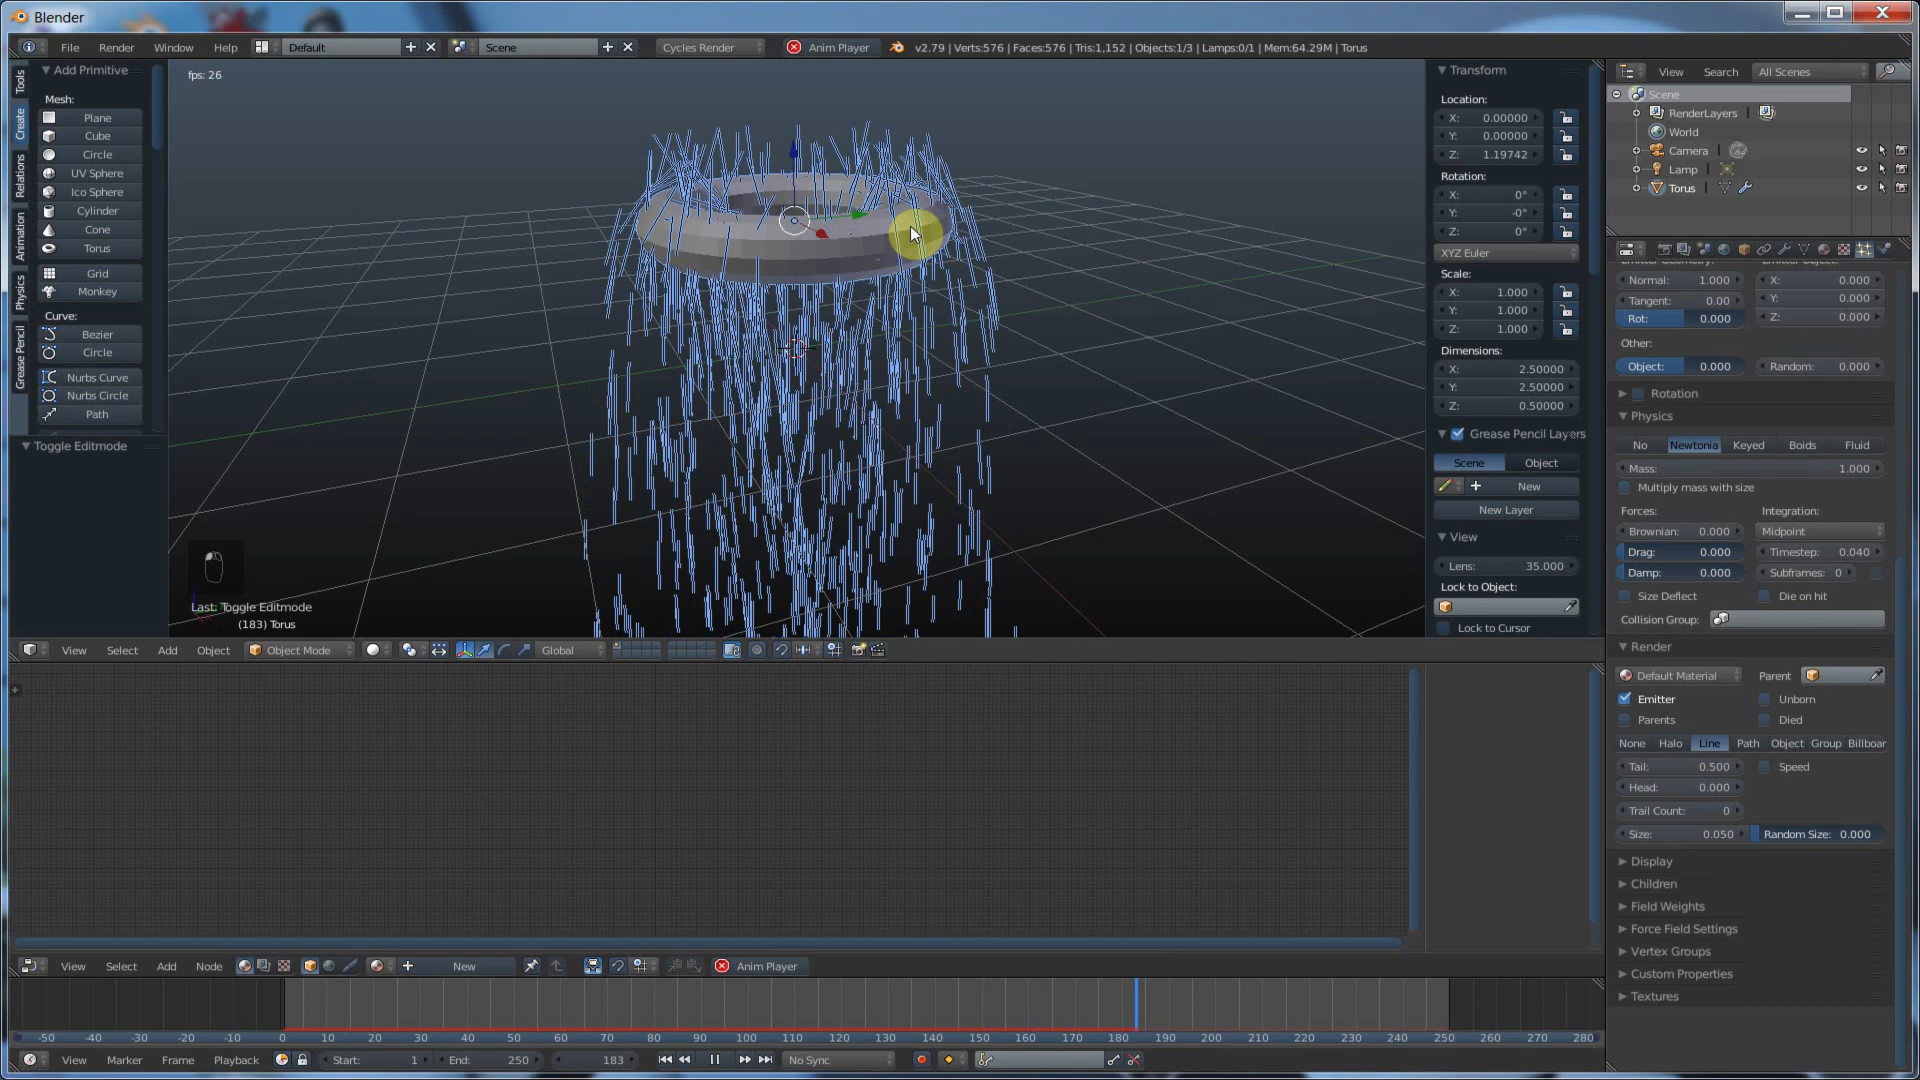 Blender
File Render Window Help Default Scene Cycles Render Anim Player v2.79 | Verts:576 | Faces:576 | Tris:1,152 | Objects:1/3 | Lamps:0/1 | Mem:64.29M | Torus
Tools
Create
Relations
Animation
Physics
Grease Pencil
Add Primitive
Mesh:
Plane
Cube
Circle
UV Sphere
Ico Sphere
Cylinder
Cone
Torus
Grid
Monkey
Curve:
Bezier
Circle
Nurbs Curve
Nurbs Circle
Path
Toggle Editmode
fps: 26
Last: Toggle Editmode
(183) Torus
Transform
Location:
X: 0.00000
Y: 0.00000
Z: 1.19742
Rotation:
X: 0°
Y: -0°
Z: 0°
XYZ Euler
Scale:
X: 1.000
Y: 1.000
Z: 1.000
Dimensions:
X: 2.50000
Y: 2.50000
Z: 0.50000
Grease Pencil Layers
Scene Object
New
New Layer
View
Lens: 35.000
Lock to Object:
Lock to Cursor
View Search All Scenes
Scene
RenderLayers |
World
Camera |
Lamp |
Torus |
Normal: 1.000 X: 0.000
Tangent: 0.00 Y: 0.000
Rot: 0.000 Z: 0.000
Other:
Object: 0.000 Random: 0.000
Rotation
Physics
No Newtonia Keyed Boids Fluid
Mass: 1.000
Multiply mass with size
Forces: Integration:
Brownian: 0.000 Midpoint
Drag: 0.000 Timestep: 0.040
Damp: 0.000 Subframes: 0
Size Deflect Die on hit
Collision Group:
Render
Default Material Parent
Emitter Unborn
Parents Died
None Halo Line Path Object Group Billboar
Tail: 0.500 Speed
Head: 0.000
Trail Count: 0
Size: 0.050 Random Size: 0.000
Display
Children
Field Weights
Force Field Settings
Vertex Groups
Custom Properties
Textures
View Select Add Object Object Mode Global
View Select Add Node New Anim Player
-50 -40 -30 -20 -10 0 10 20 30 40 50 60 70 80 90 100 110 120 130 140 150 160 170 180 190 200 210 220 230 240 250 260 270 280
View Marker Frame Playback Start: 1 End: 250 183 No Sync